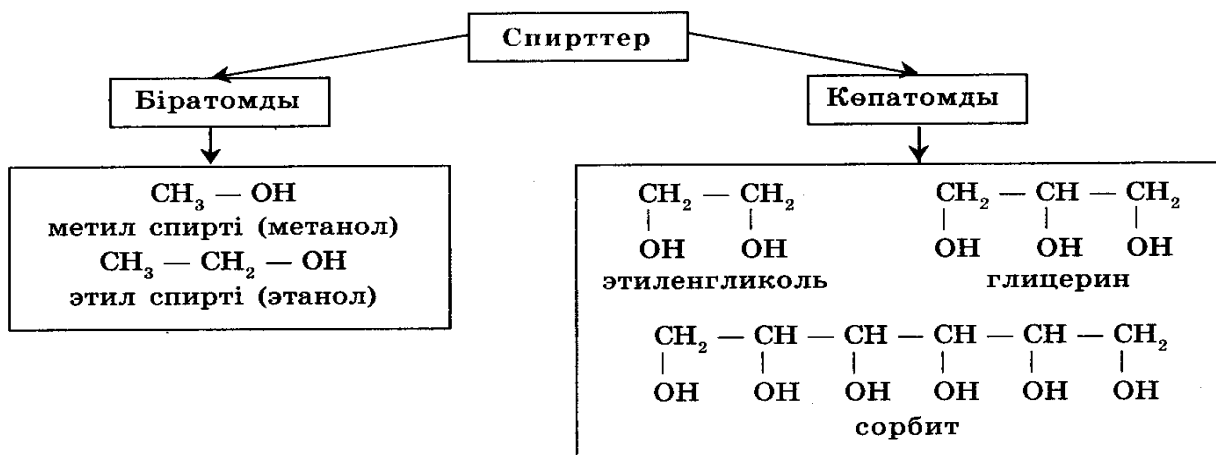 Спирттер
Біратомды
CH₃ — OH
метил спирті (метанол)
CH₃ — CH₂ — OH
этил спирті (этанол)
Көпатомды
CH₂ — CH₂
OH OH
этиленгликоль
CH₂ — CH — CH₂
OH OH OH
глицерин
CH₂ — CH — CH — CH — CH — CH₂
OH OH OH OH OH OH
сорбит